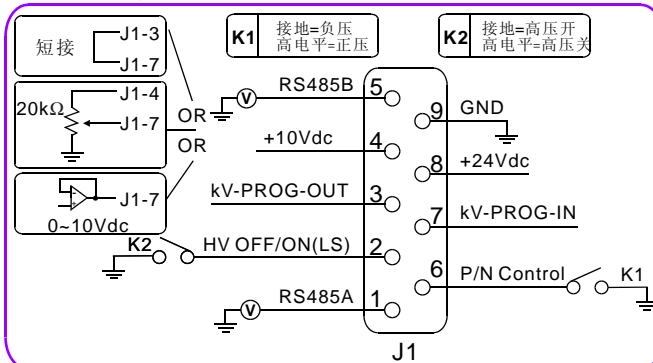 短接
J1-3
J1-7
20kΩ
J1-4
J1-7
OR
OR
J1-7
0~10Vdc
K1
接地=负压
高电平=正压
K2
接地=高压开
高电平=高压关
RS485B
V
5
9
GND
+10Vdc
4
8
+24Vdc
kV-PROG-OUT
3
7
kV-PROG-IN
K2
HV OFF/ON(LS)
2
6
P/N Control
K1
RS485A
V
1
J1